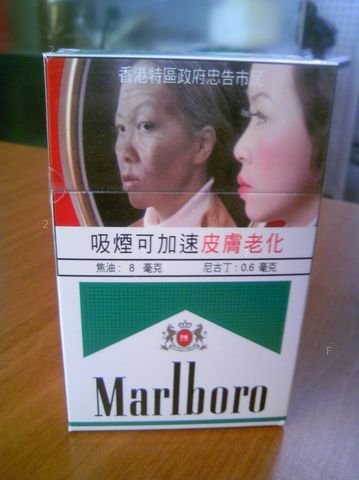 香港特區政府忠告市民
吸煙可加速皮膚老化
焦油: 8 毫克 尼古丁: 0.6 毫克
Marlboro